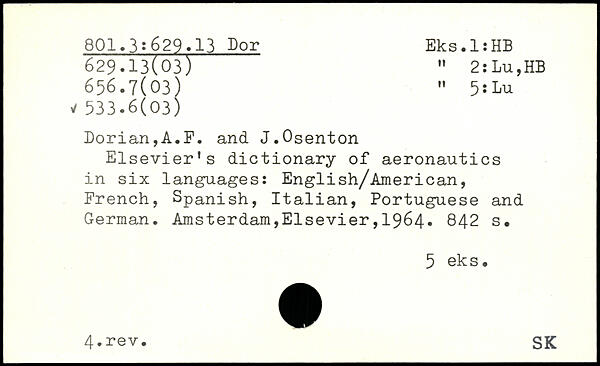 801.3:629.13 Dor Eks.1:HB
629.13(03) " 2:Lu,HB
656.7(03) " 5:Lu
✓ 533.6(03)
Dorian,A.F. and J.Osenton
Elsevier's dictionary of aeronautics
in six languages: English/American,
French, Spanish, Italian, Portuguese and
German. Amsterdam,Elsevier,1964. 842 s.
5 eks.
4.rev. SK